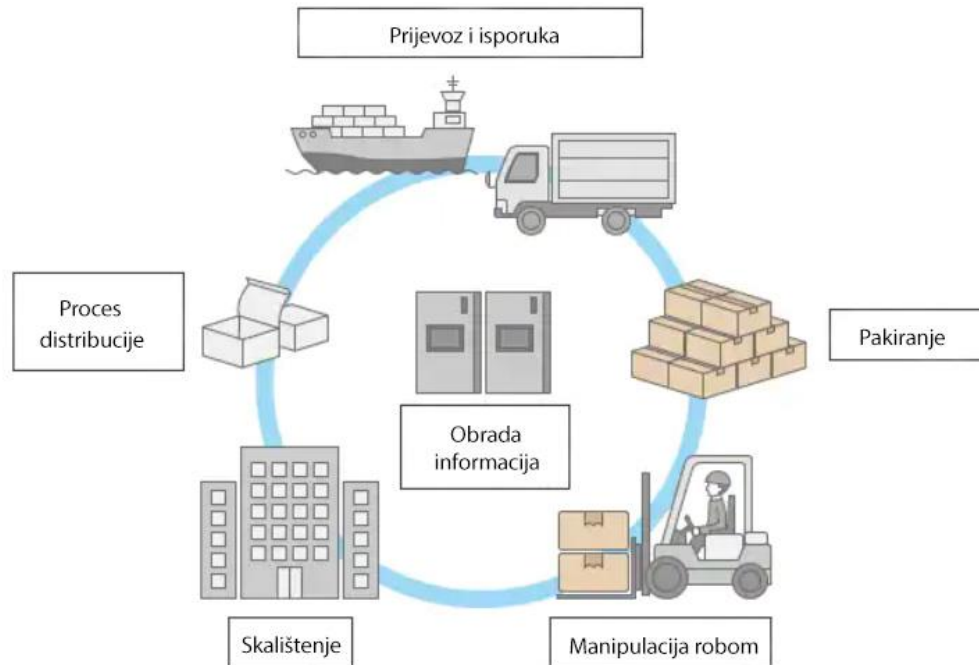 Prijevoz i isporuka
Proces
distribucije
Pakiranje
Obrada
informacija
Skalištenje
Manipulacija robom